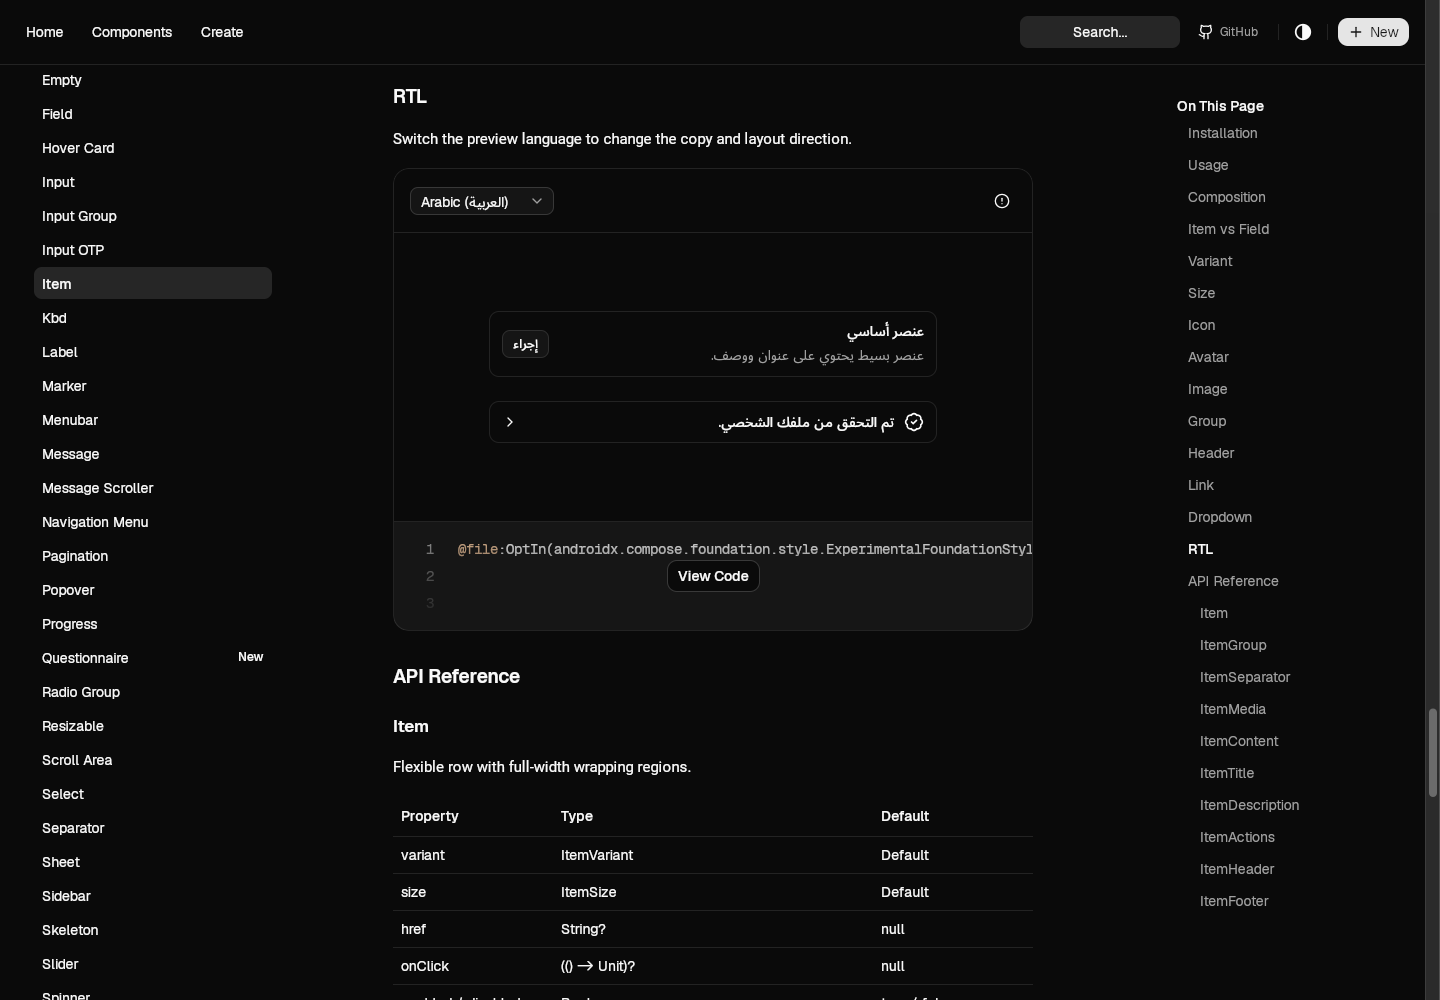 Home
Components
Create
Search...
GitHub
New
Empty
Field
Hover Card
Input
Input Group
Input OTP
Item
Kbd
Label
Marker
Menubar
Message
Message Scroller
Navigation Menu
Pagination
Popover
Progress
Questionnaire New
Radio Group
Resizable
Scroll Area
Select
Separator
Sheet
Sidebar
Skeleton
Slider
Spinner
RTL
Switch the preview language to change the copy and layout direction.
Arabic (العربية)
عنصر أساسي
عنصر بسيط يحتوي على عنوان ووصف.
إجراء
تم التحقق من ملفك الشخصي.
1 @file:OptIn(androidx.compose.foundation.style.ExperimentalFoundationStyl
2
View Code
3
API Reference
Item
Flexible row with full-width wrapping regions.
Property Type Default
variant ItemVariant Default
size ItemSize Default
href String? null
onClick (() -> Unit)? null
On This Page
Installation
Usage
Composition
Item vs Field
Variant
Size
Icon
Avatar
Image
Group
Header
Link
Dropdown
RTL
API Reference
Item
ItemGroup
ItemSeparator
ItemMedia
ItemContent
ItemTitle
ItemDescription
ItemActions
ItemHeader
ItemFooter